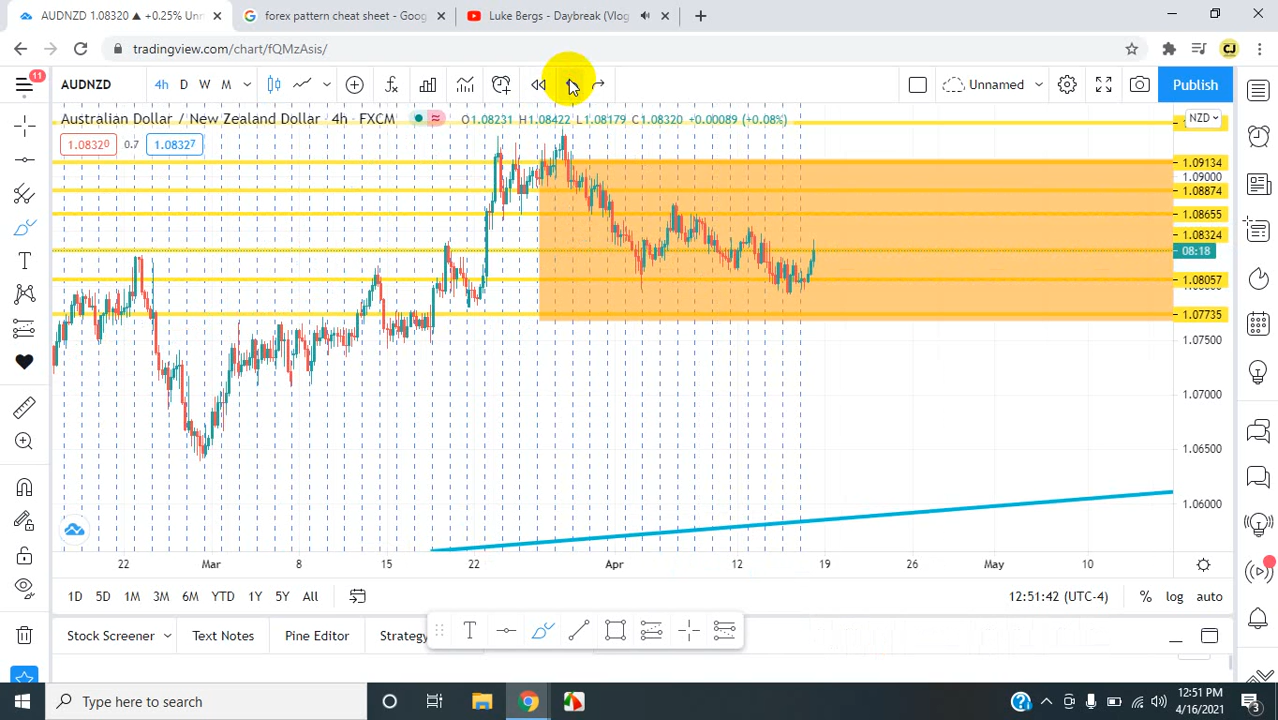 AUDNZD 1.08320 ▲ +0.25% Unn
forex pattern cheat sheet - Goog
Luke Bergs - Daybreak (Vlog
tradingview.com/chart/fQMzAsis/
CJ
11
AUDNZD
4h D W M
Unnamed
Publish
Australian Dollar / New Zealand Dollar · 4h · FXCM
O1.08231 H1.08422 L1.08179 C1.08320 +0.00089 (+0.08%)
NZD
1.08320 0.7 1.08327
1.09134
1.09000
1.08874
1.08655
1.08324
08:18
1.08057
1.07735
1.07500
1.07000
1.06500
1.06000
22 Mar 8 15 22 Apr 12 19 26 May 10
1D 5D 1M 3M 6M YTD 1Y 5Y All
12:51:42 (UTC-4) % log auto
Stock Screener Text Notes Pine Editor Strategy
Type here to search
12:51 PM
4/16/2021
3